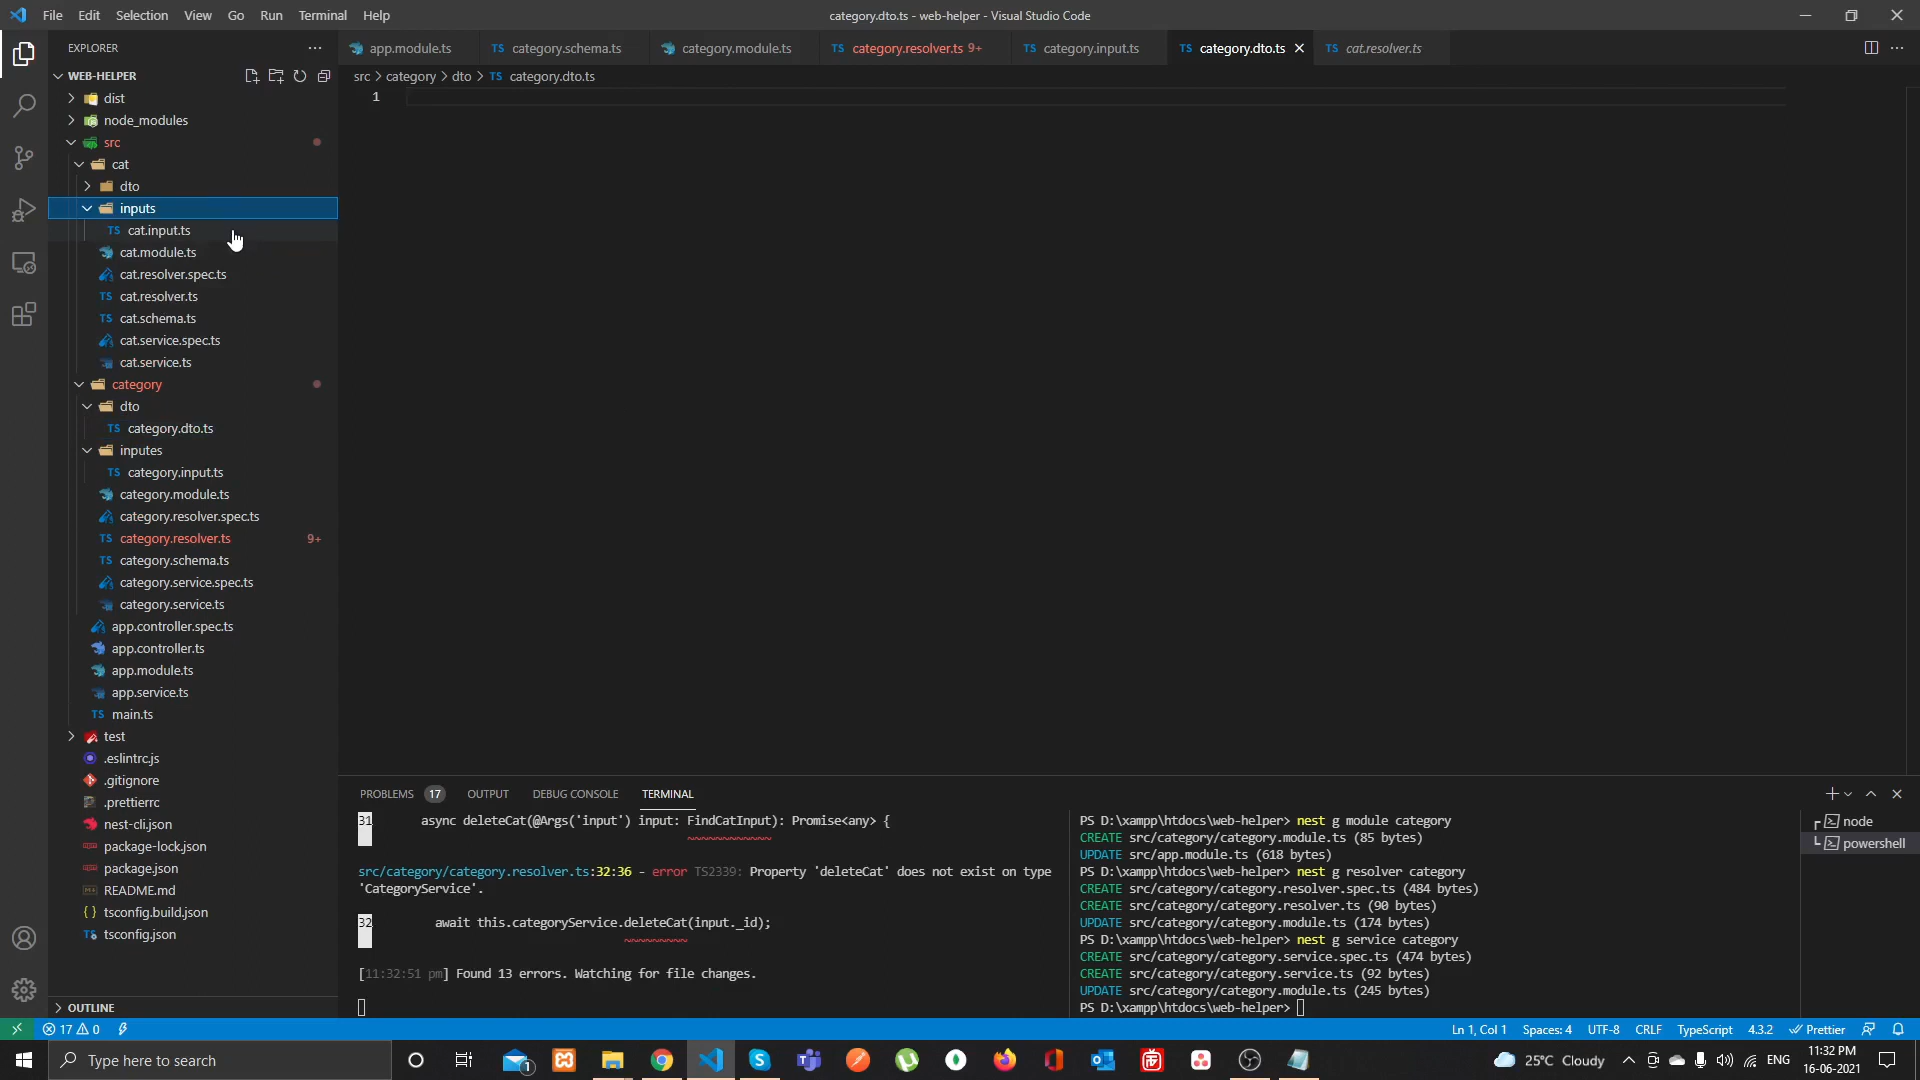 File Edit Selection View Go Run Terminal Help
category.dto.ts - web-helper - Visual Studio Code
EXPLORER
WEB-HELPER
dist
node_modules
src
cat
dto
inputs
cat.input.ts
cat.module.ts
cat.resolver.spec.ts
cat.resolver.ts
cat.schema.ts
cat.service.spec.ts
cat.service.ts
category
dto
category.dto.ts
inputes
category.input.ts
category.module.ts
category.resolver.spec.ts
category.resolver.ts 9+
category.schema.ts
category.service.spec.ts
category.service.ts
app.controller.spec.ts
app.controller.ts
app.module.ts
app.service.ts
main.ts
test
.eslintrc.js
.gitignore
.prettierrc
nest-cli.json
package-lock.json
package.json
README.md
tsconfig.build.json
tsconfig.json
OUTLINE
app.module.ts TS category.schema.ts category.module.ts TS category.resolver.ts 9+ TS category.input.ts TS category.dto.ts TS cat.resolver.ts
src > category > dto > TS category.dto.ts
1
PROBLEMS 17 OUTPUT DEBUG CONSOLE TERMINAL
31 async deleteCat(@Args('input') input: FindCatInput): Promise<any> {
src/category/category.resolver.ts:32:36 - error TS2339: Property 'deleteCat' does not exist on type
'CategoryService'.
32 await this.categoryService.deleteCat(input._id);
[11:32:51 pm] Found 13 errors. Watching for file changes.
PS D:\xampp\htdocs\web-helper> nest g module category
CREATE src/category/category.module.ts (85 bytes)
UPDATE src/app.module.ts (618 bytes)
PS D:\xampp\htdocs\web-helper> nest g resolver category
CREATE src/category/category.resolver.spec.ts (484 bytes)
CREATE src/category/category.resolver.ts (90 bytes)
UPDATE src/category/category.module.ts (174 bytes)
PS D:\xampp\htdocs\web-helper> nest g service category
CREATE src/category/category.service.spec.ts (474 bytes)
CREATE src/category/category.service.ts (92 bytes)
UPDATE src/category/category.module.ts (245 bytes)
PS D:\xampp\htdocs\web-helper>
node
powershell
17 0
Ln 1, Col 1 Spaces: 4 UTF-8 CRLF TypeScript 4.3.2 Prettier
Type here to search
25°C Cloudy
ENG
11:32 PM
16-06-2021